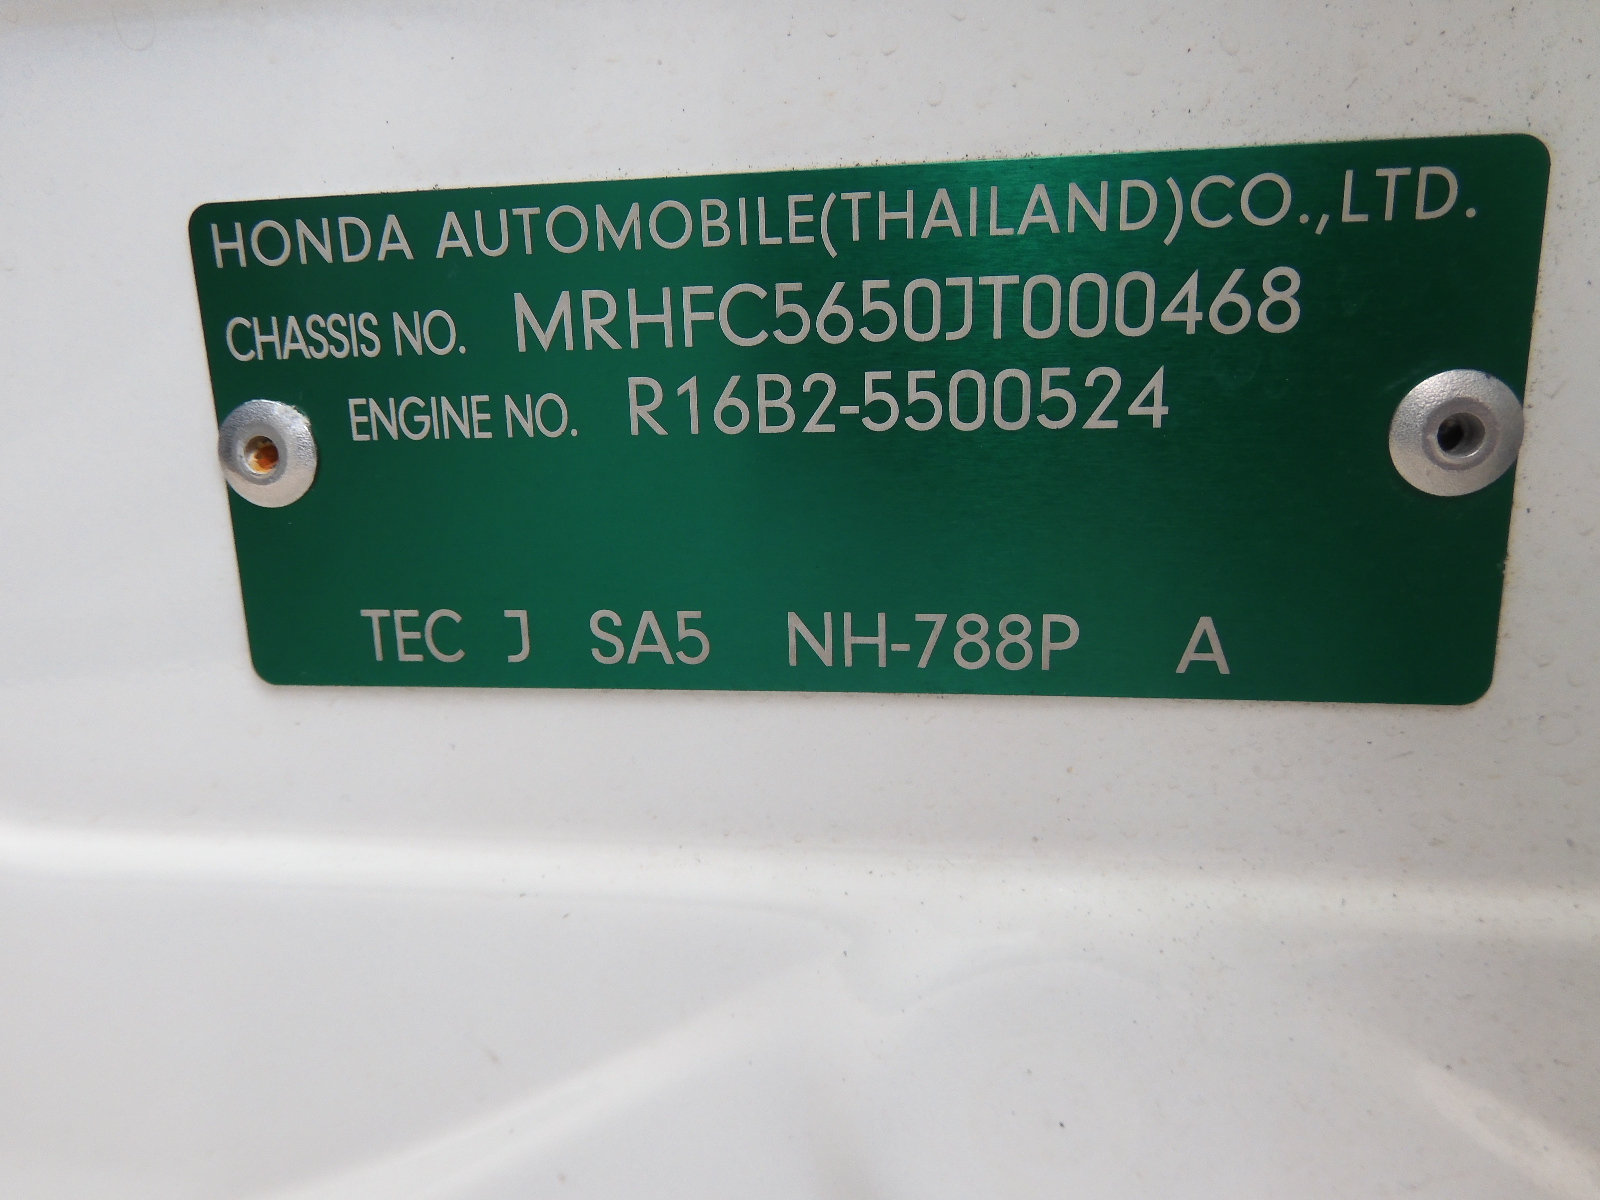 HONDA AUTOMOBILE(THAILAND)CO.,LTD.
CHASSIS NO. MRHFC5650JT000468
ENGINE NO. R16B2-5500524
TEC J SA5 NH-788P A